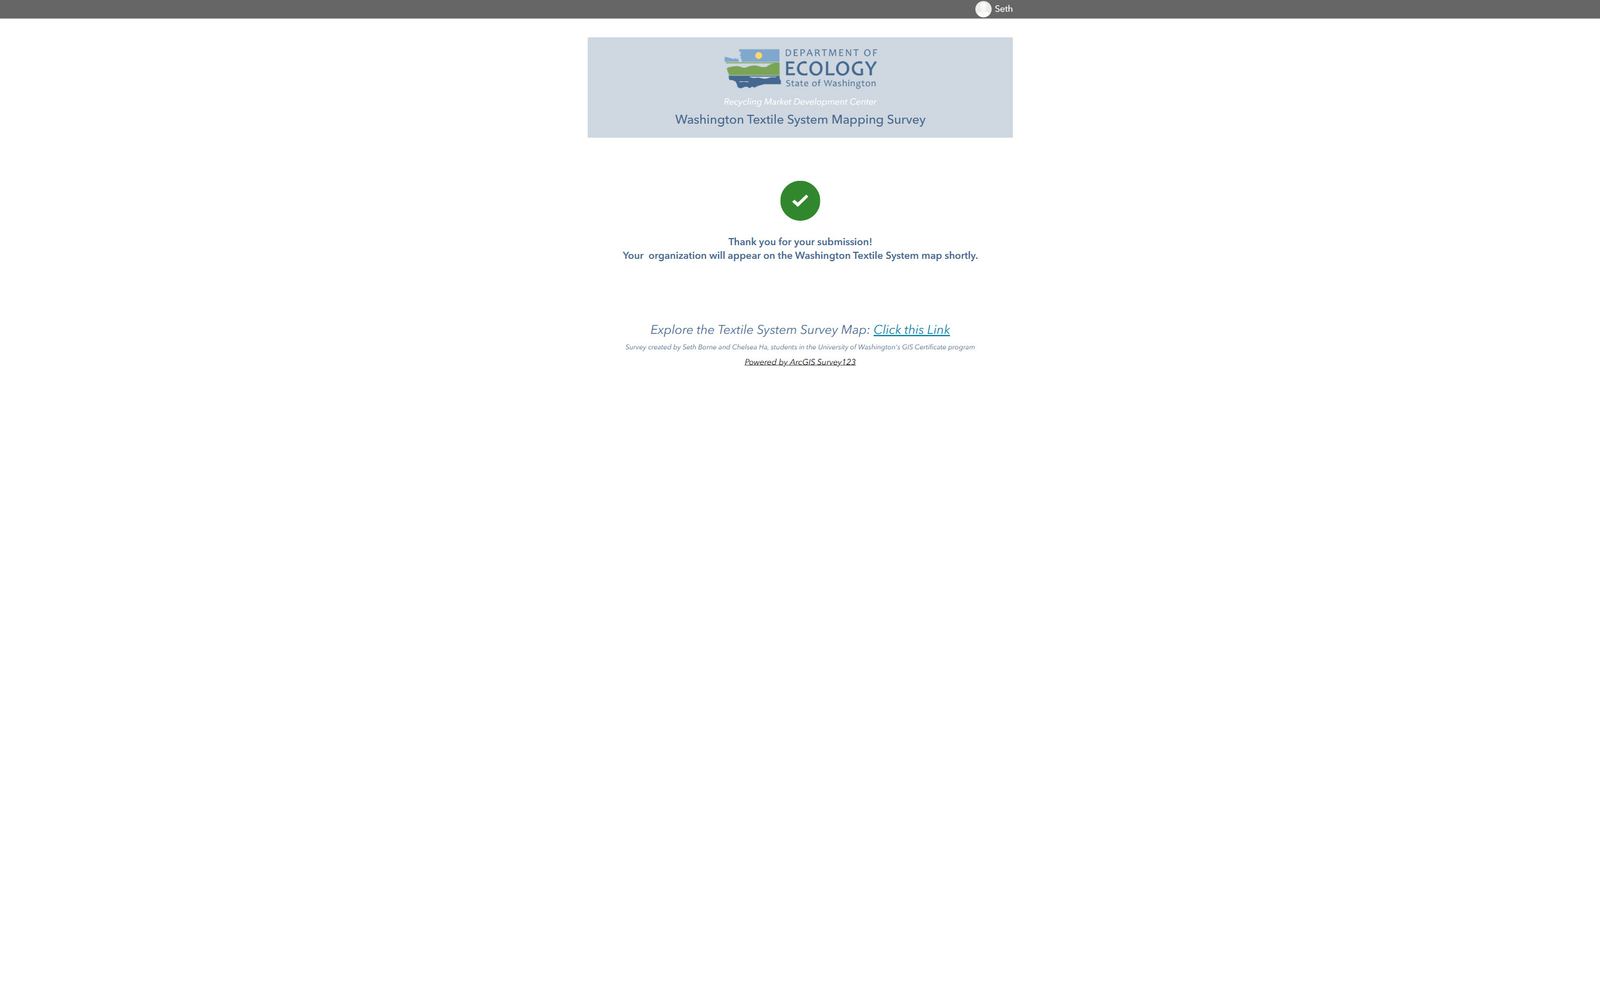 Seth
DEPARTMENT OF
ECOLOGY
State of Washington
Recycling Market Development Center
Washington Textile System Mapping Survey
Thank you for your submission!
Your  organization will appear on the Washington Textile System map shortly.
Explore the Textile System Survey Map: Click this Link
Survey created by Seth Borne and Chelsea Ha, students in the University of Washington's GIS Certificate program
Powered by ArcGIS Survey123